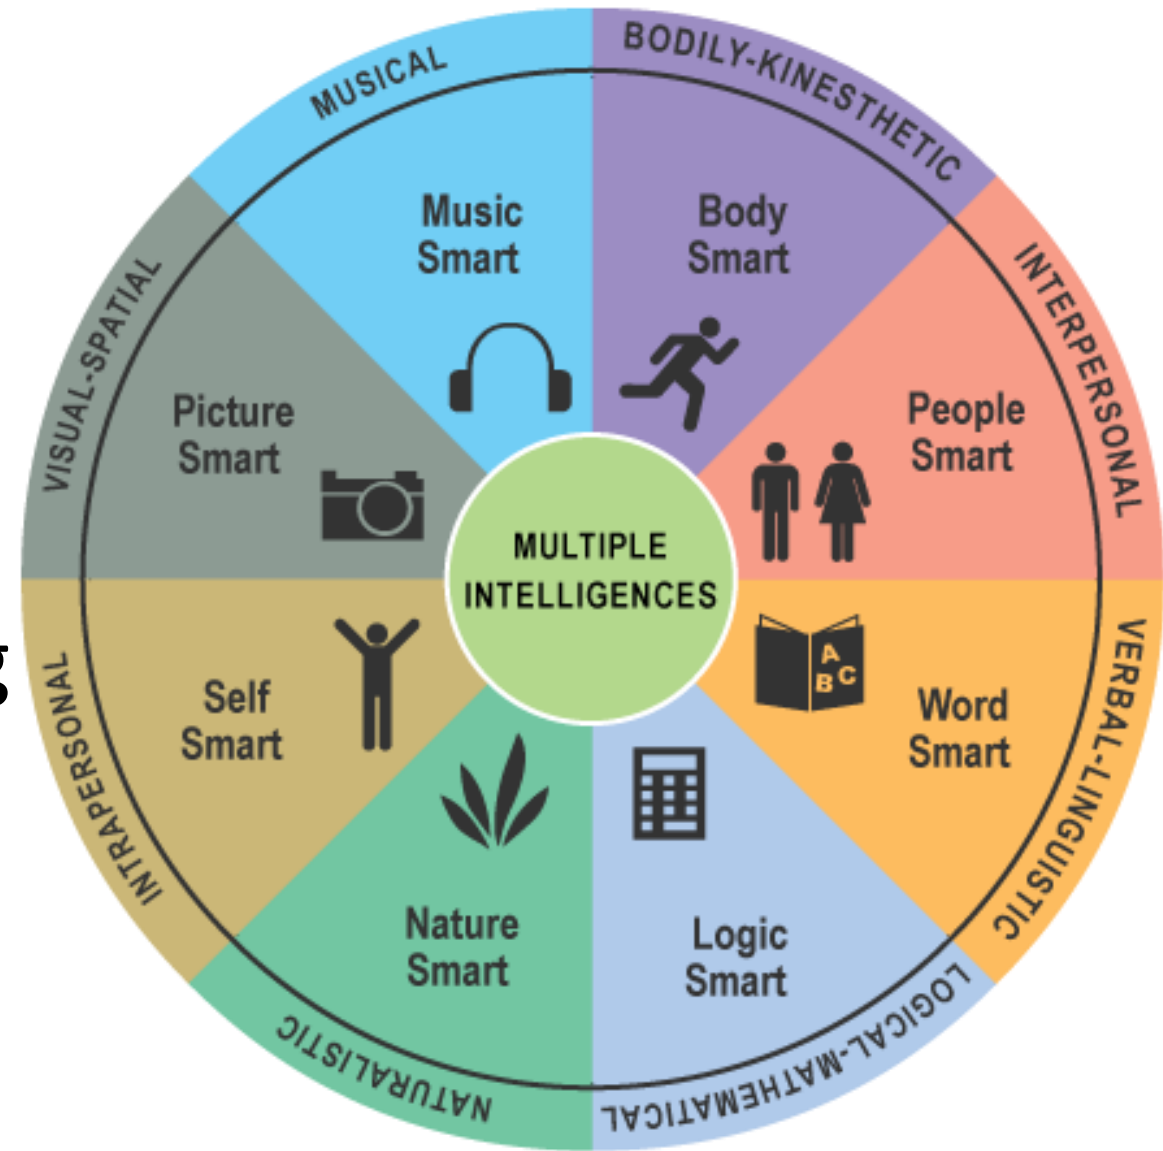 MUSICAL
BODILY-KINESTHETIC
INTERPERSONAL
VERBAL-LINGUISTIC
LOGICAL-MATHEMATICAL
NATURALISTIC
INTRAPERSONAL
VISUAL-SPATIAL
Music
Smart
Body
Smart
People
Smart
A
B C
Word
Smart
Logic
Smart
Nature
Smart
Self
Smart
Picture
Smart
MULTIPLE
INTELLIGENCES
g